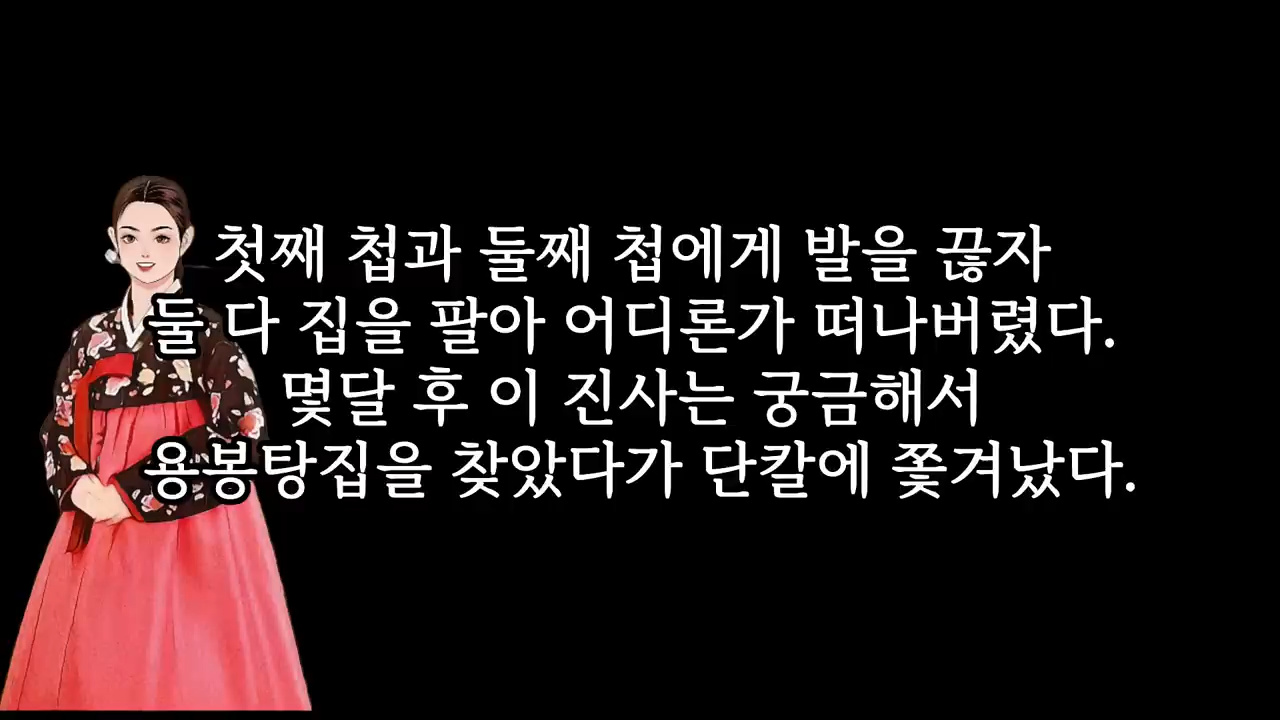 첫째 첩과 둘째 첩에게 발을 끊자
둘 다 집을 팔아 어디론가 떠나버렸다.
몇달 후 이 진사는 궁금해서
용봉탕집을 찾았다가 단칼에 쫓겨났다.